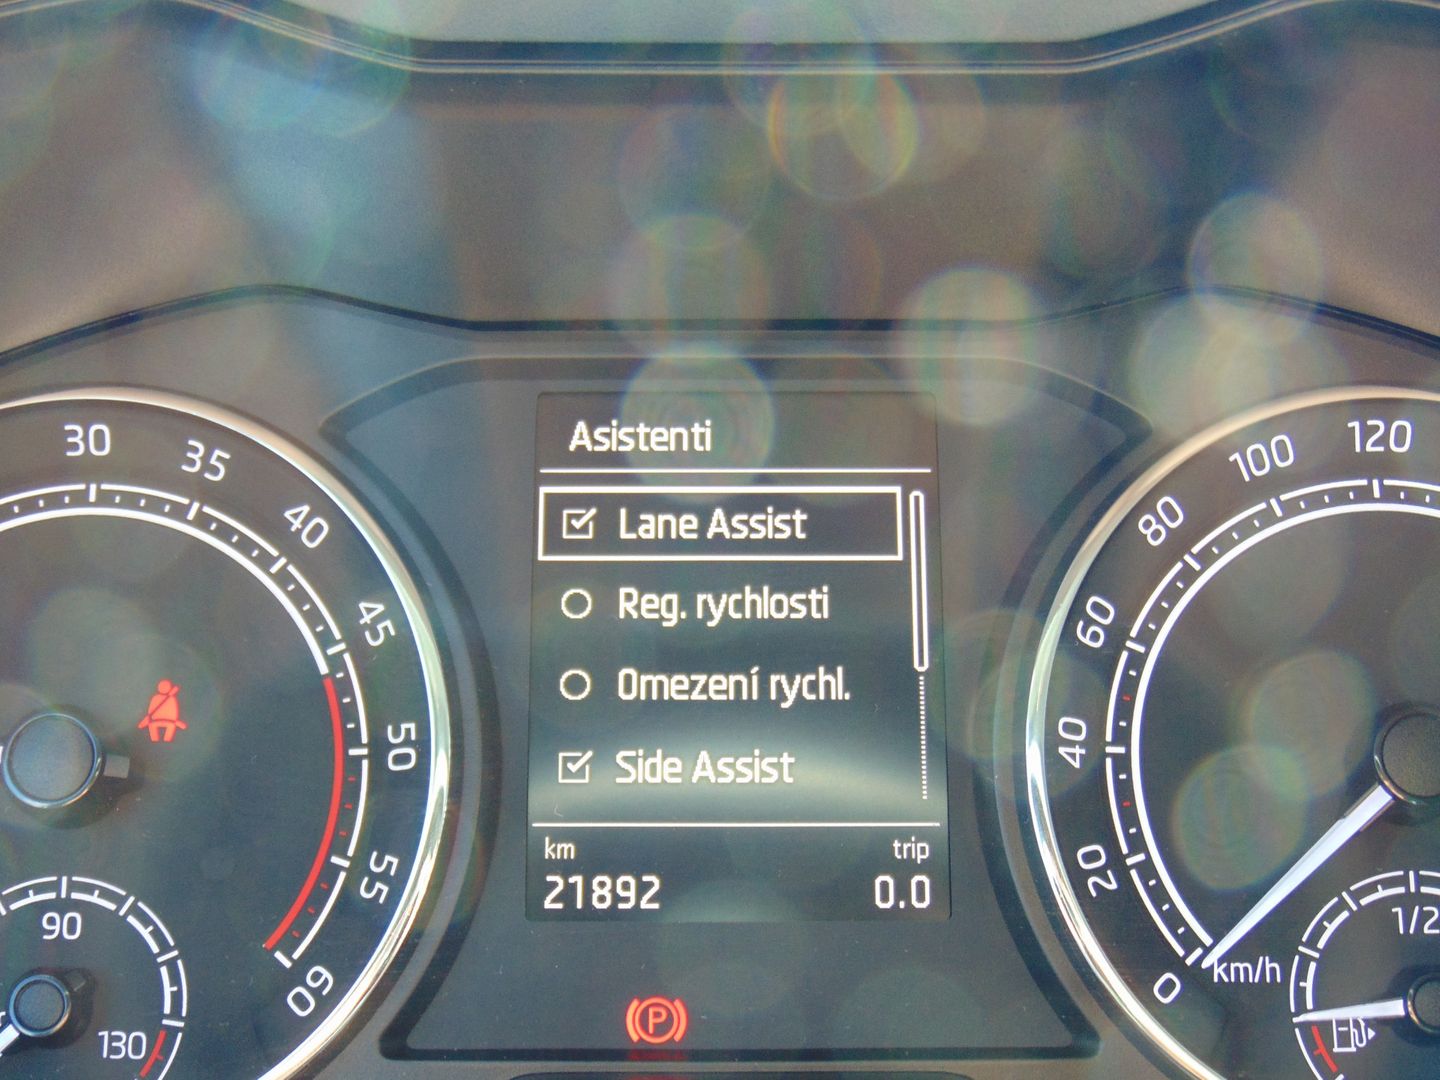 Asistenti
Lane Assist
Reg. rychlosti
Omezení rychl.
Side Assist
km trip
21892 0.0
30
35
40
45
50
55
60
90
130
120
100
80
60
40
20
0
km/h
1/2
P